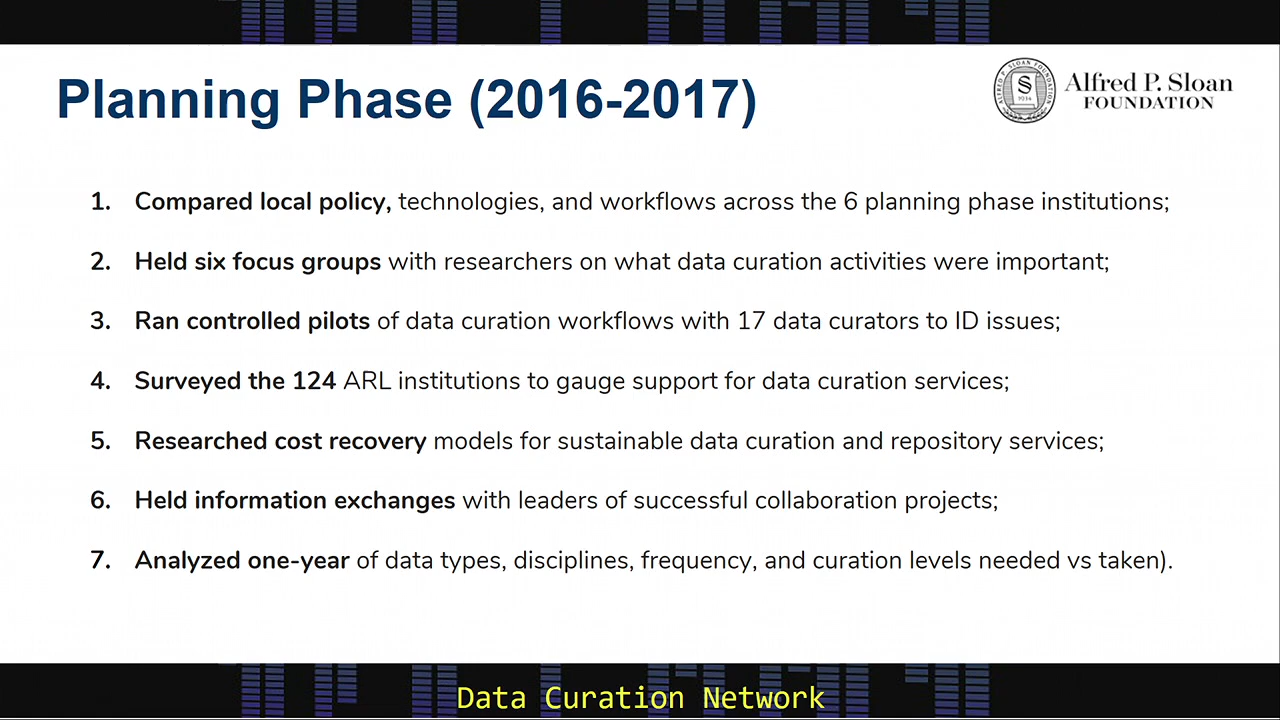 Planning Phase (2016-2017)
Alfred P. Sloan
FOUNDATION
1. Compared local policy, technologies, and workflows across the 6 planning phase institutions;
2. Held six focus groups with researchers on what data curation activities were important;
3. Ran controlled pilots of data curation workflows with 17 data curators to ID issues;
4. Surveyed the 124 ARL institutions to gauge support for data curation services;
5. Researched cost recovery models for sustainable data curation and repository services;
6. Held information exchanges with leaders of successful collaboration projects;
7. Analyzed one-year of data types, disciplines, frequency, and curation levels needed vs taken).
Data Curation Network